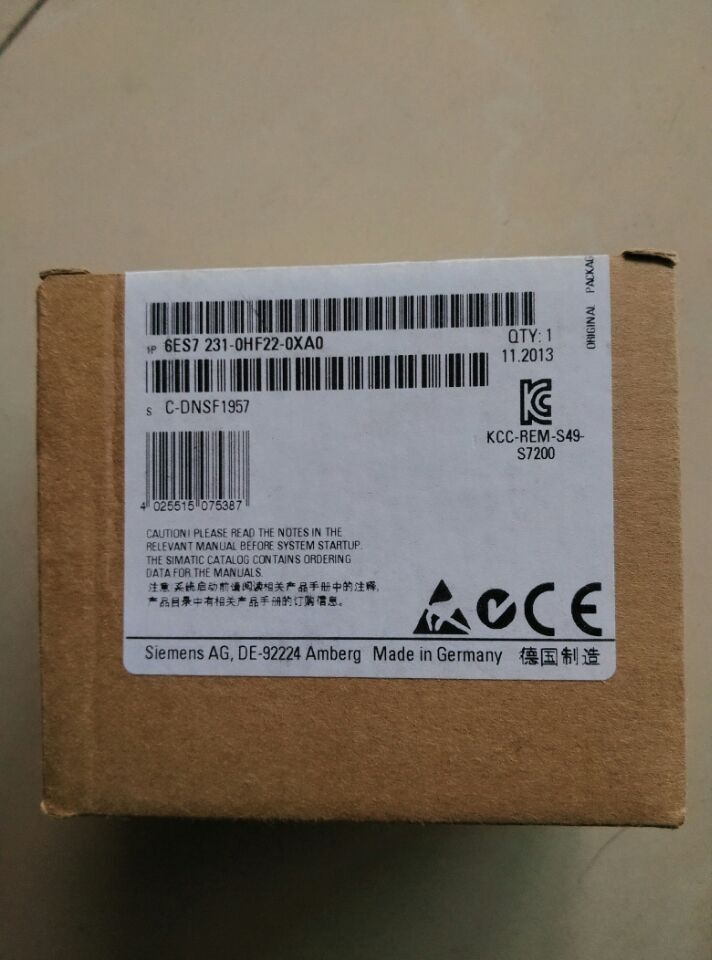 1P 6ES7 231-0HF22-0XA0
QTY: 1
11.2013
S C-DNSF1957
KCC-REM-S49-
S7200
4 025515 075387
CAUTION! PLEASE READ THE NOTES IN THE
RELEVANT MANUAL BEFORE SYSTEM STARTUP.
THE SIMATIC CATALOG CONTAINS ORDERING
DATA FOR THE MANUALS.
注意 系统启动前请阅读相关产品手册中的注释,
产品目录中有相关产品手册的订购信息。
CE
Siemens AG, DE-92224 Amberg Made in Germany 德国制造
ORIGINAL